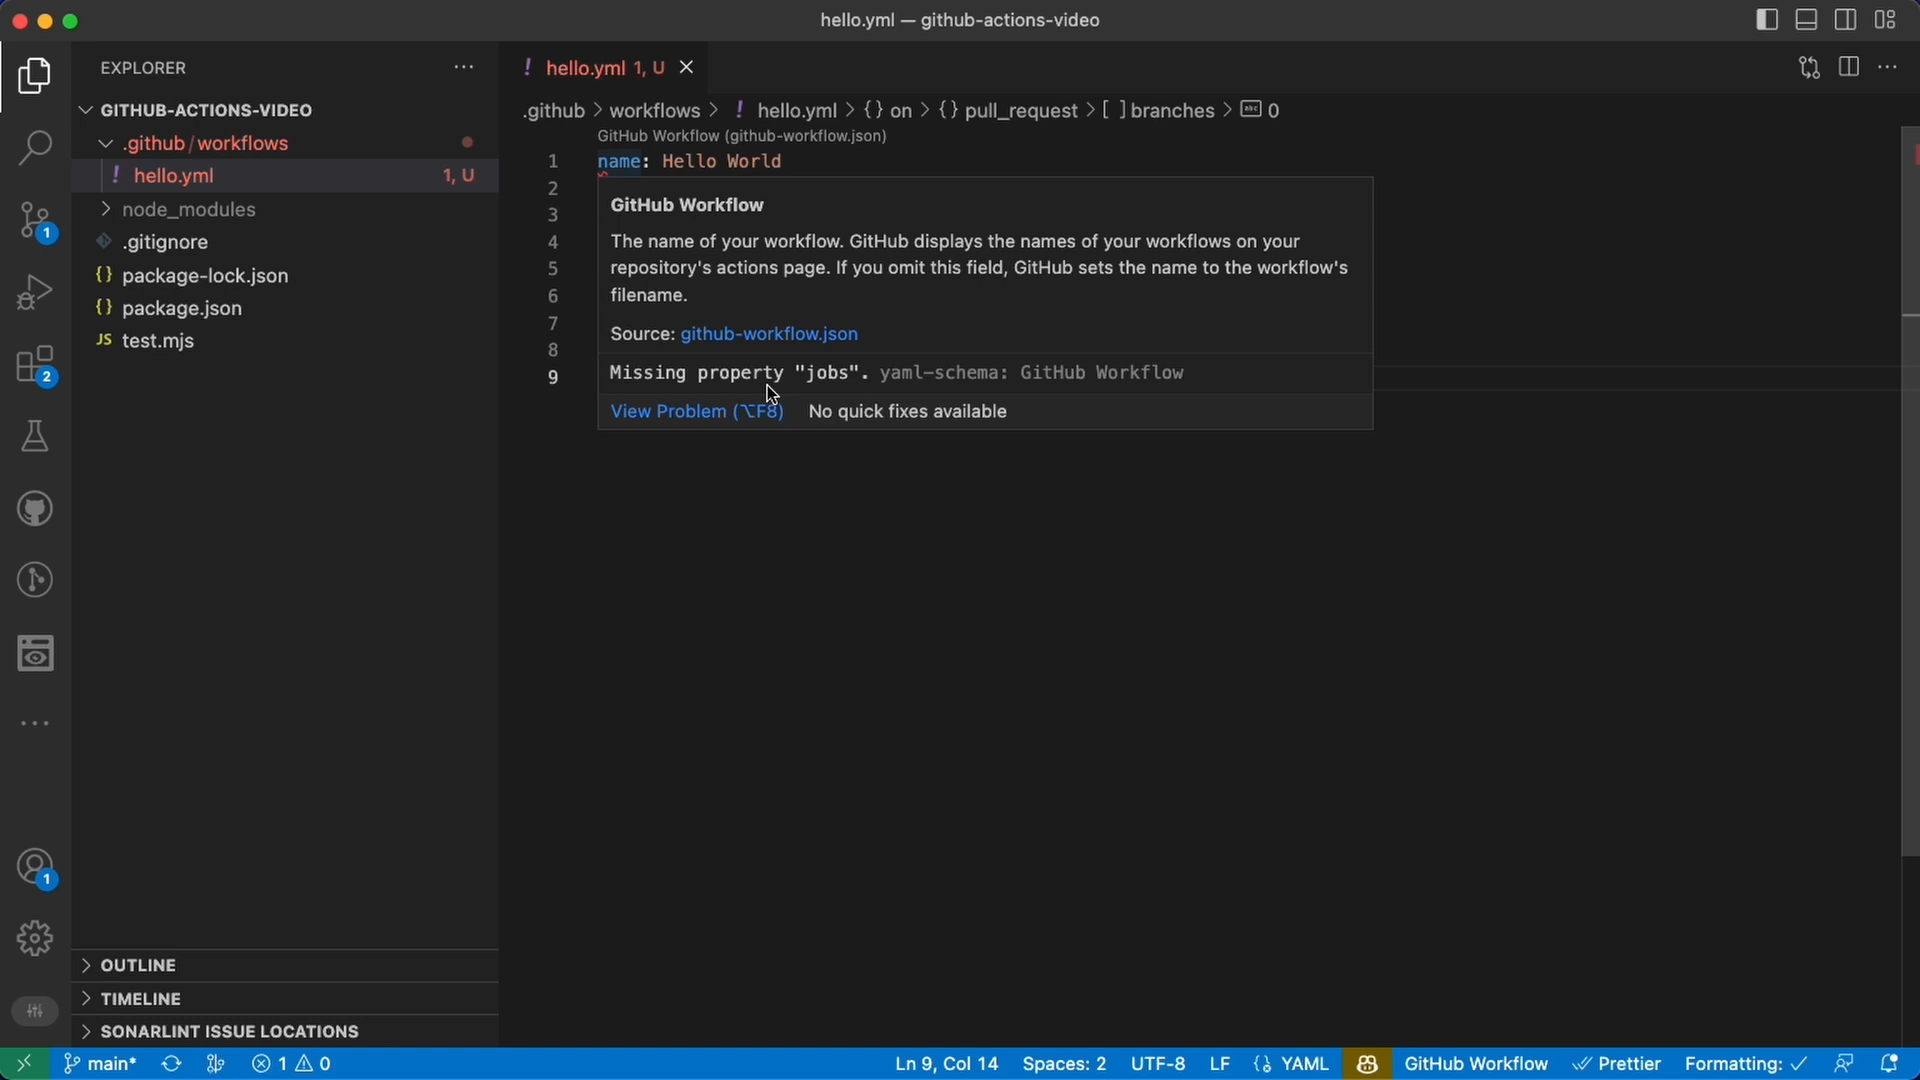 hello.yml — github-actions-video
EXPLORER
GITHUB-ACTIONS-VIDEO
.github / workflows
! hello.yml 1, U
node_modules
.gitignore
{} package-lock.json
{} package.json
JS test.mjs
OUTLINE
TIMELINE
SONARLINT ISSUE LOCATIONS
1
2
1
! hello.yml 1, U
.github > workflows > ! hello.yml > {} on > {} pull_request > [ ] branches > abc 0
GitHub Workflow (github-workflow.json)
1 name: Hello World
2
3
4
5
6
7
8
9
GitHub Workflow
The name of your workflow. GitHub displays the names of your workflows on your
repository's actions page. If you omit this field, GitHub sets the name to the workflow's
filename.
Source: github-workflow.json
Missing property "jobs". yaml-schema: GitHub Workflow
View Problem (⌥F8) No quick fixes available
main* 1 0 Ln 9, Col 14 Spaces: 2 UTF-8 LF {} YAML GitHub Workflow Prettier Formatting: ✓